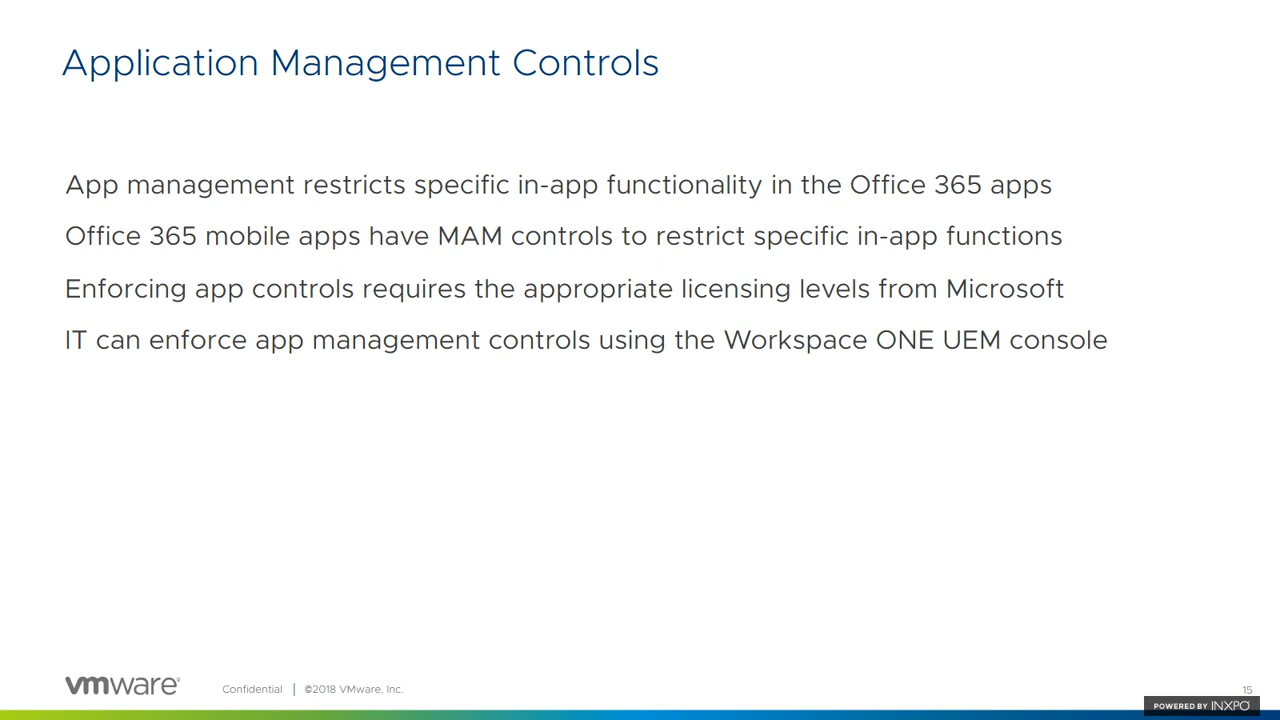 Application Management Controls
App management restricts specific in-app functionality in the Office 365 apps
Office 365 mobile apps have MAM controls to restrict specific in-app functions
Enforcing app controls requires the appropriate licensing levels from Microsoft
IT can enforce app management controls using the Workspace ONE UEM console
vmware®
Confidential | ©2018 VMware, Inc.
15
POWERED BY INXPO